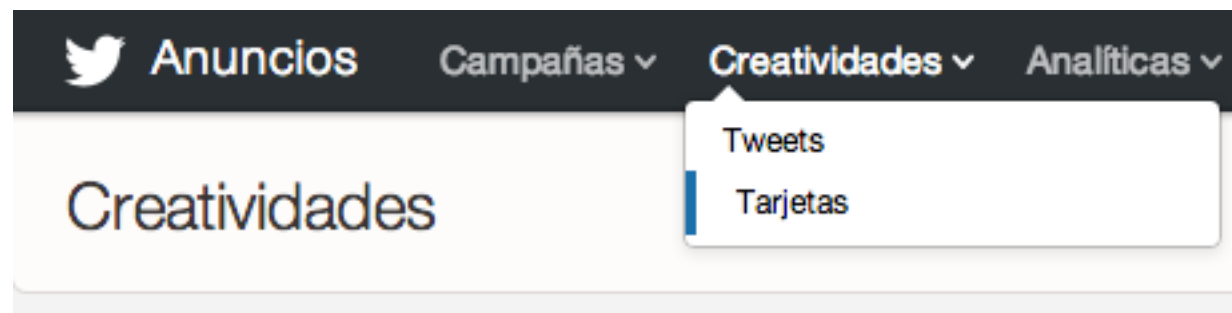 Anuncios Campañas Creatividades Analíticas
Tweets
Tarjetas
Creatividades